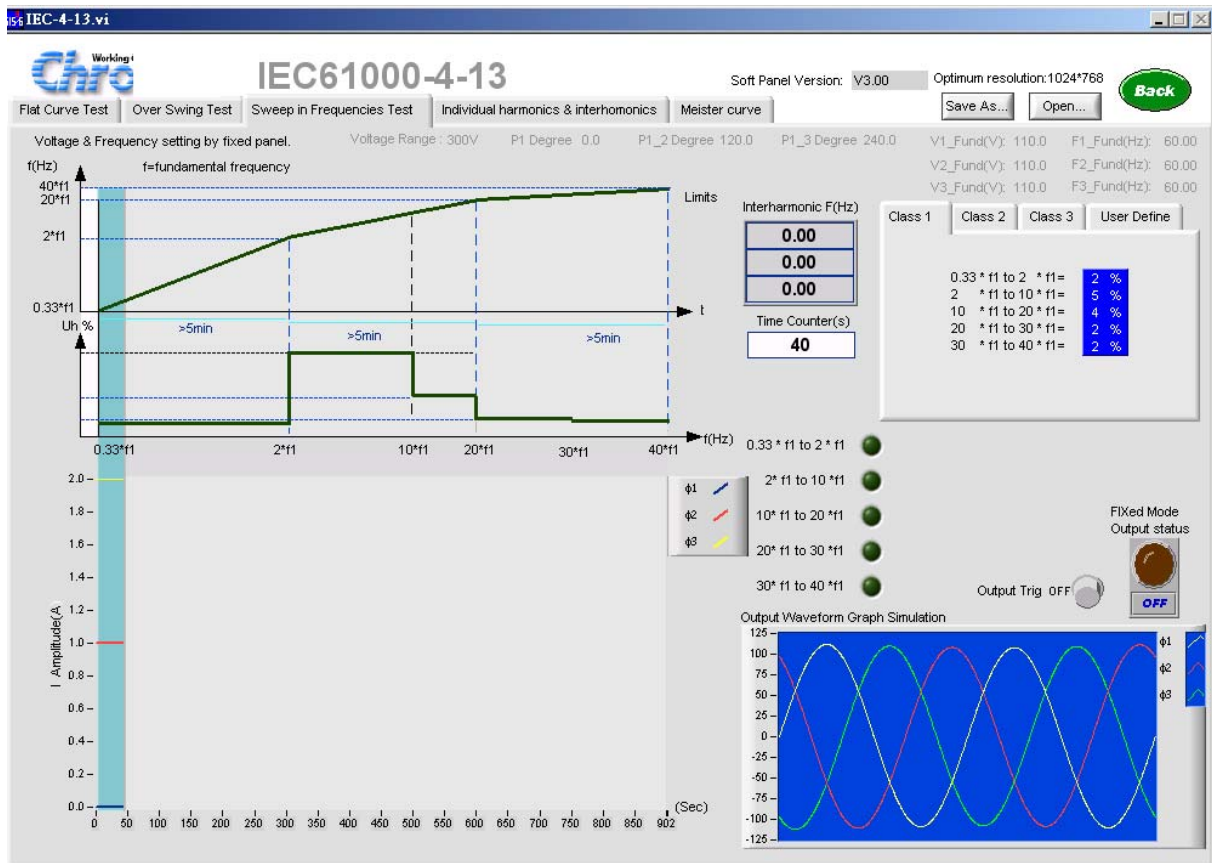 IEC-4-13.vi
Working
Chro
IEC61000-4-13
Soft Panel Version: V3.00
Optimum resolution:1024*768
Back
Flat Curve Test
Over Swing Test
Sweep in Frequencies Test
Individual harmonics & interhomonics
Meister curve
Save As...
Open...
Voltage & Frequency setting by fixed panel.
Voltage Range : 300V
P1 Degree 0.0
P1_2 Degree 120.0
P1_3 Degree 240.0
V1_Fund(V): 110.0
F1_Fund(Hz): 60.00
V2_Fund(V): 110.0
F2_Fund(Hz): 60.00
V3_Fund(V): 110.0
F3_Fund(Hz): 60.00
f(Hz)
f=fundamental frequency
40*f1
20*f1
2*f1
0.33*f1
Limits
t
Uh %
>5min
>5min
>5min
0.33*f1
2*f1
10*f1
20*f1
30*f1
40*f1
f(Hz)
Interharmonic F(Hz)
0.00
0.00
0.00
Time Counter(s)
40
Class 1
Class 2
Class 3
User Define
0.33 * f1 to 2 * f1= 2 %
2 * f1 to 10 * f1= 5 %
10 * f1 to 20 * f1= 4 %
20 * f1 to 30 * f1= 2 %
30 * f1 to 40 * f1= 2 %
0.33 * f1 to 2 * f1
2* f1 to 10 *f1
10* f1 to 20 *f1
20* f1 to 30 *f1
30* f1 to 40 *f1
FIXed Mode
Output status
Output Trig OFF
OFF
2.0
1.8
1.6
1.4
1.2
1.0
0.8
0.6
0.4
0.2
0.0
I Amplitude(A
0 50 100 150 200 250 300 350 400 450 500 550 600 650 700 750 800 850 902
(Sec)
ϕ1
ϕ2
ϕ3
Output Waveform Graph Simulation
125
100
75
50
25
0
-25
-50
-75
-100
-125
ϕ1
ϕ2
ϕ3